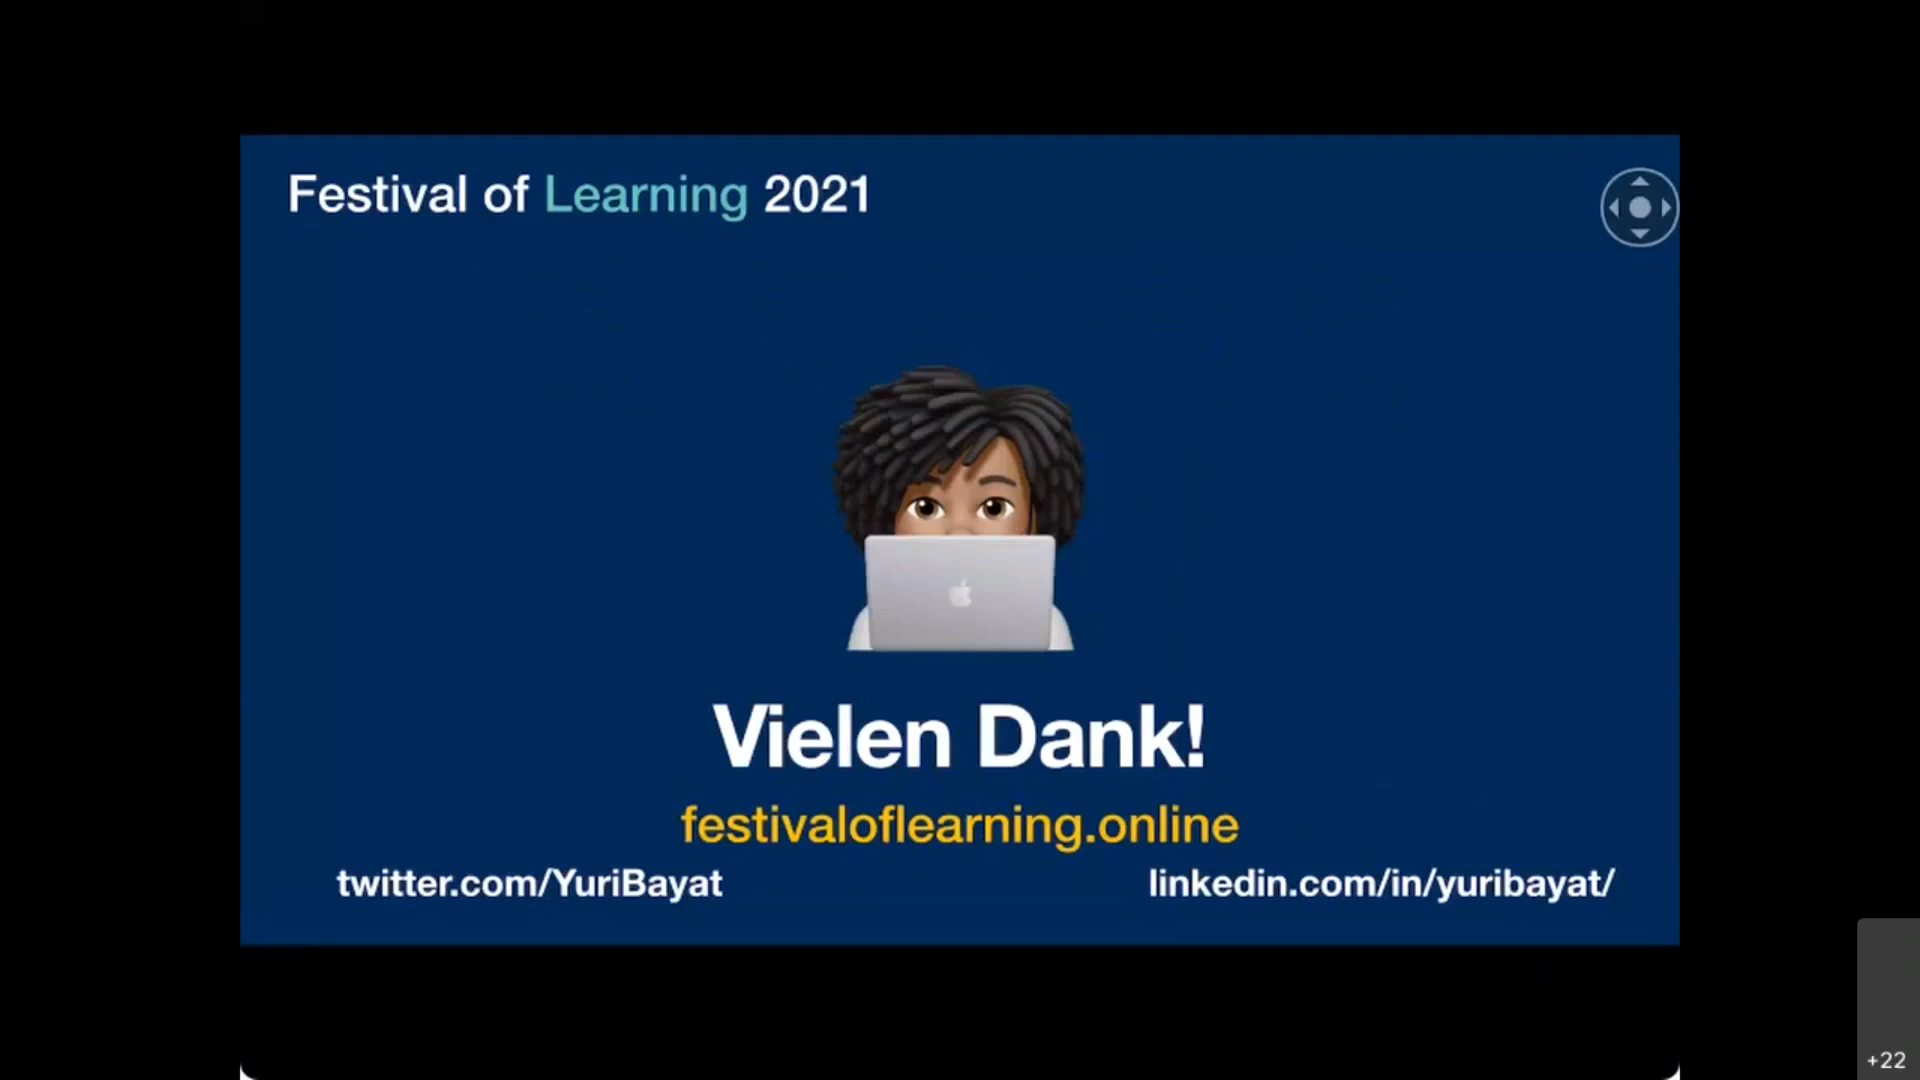 Festival of Learning 2021
Vielen Dank!
festivaloflearning.online
twitter.com/YuriBayat
linkedin.com/in/yuribayat/
+22